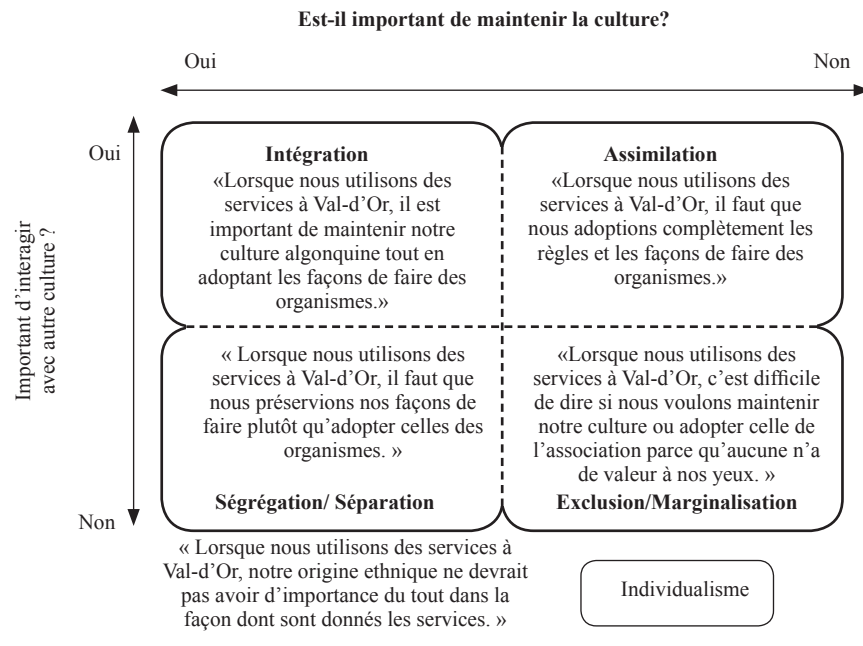 Est-il important de maintenir la culture?
Oui
Non
Oui
Important d'interagir
avec autre culture ?
Non
Intégration
«Lorsque nous utilisons des
services à Val-d'Or, il est
important de maintenir notre
culture algonquine tout en
adoptant les façons de faire des
organismes.»
Assimilation
«Lorsque nous utilisons des
services à Val-d'Or, il faut que
nous adoptions complètement les
règles et les façons de faire des
organismes.»
« Lorsque nous utilisons des
services à Val-d'Or, il faut que
nous préservions nos façons de
faire plutôt qu'adopter celles des
organismes. »
Ségrégation/ Séparation
«Lorsque nous utilisons des
services à Val-d'Or, c'est difficile
de dire si nous voulons maintenir
notre culture ou adopter celle de
l'association parce qu'aucune n'a
de valeur à nos yeux. »
Exclusion/Marginalisation
« Lorsque nous utilisons des services à
Val-d'Or, notre origine ethnique ne devrait
pas avoir d'importance du tout dans la
façon dont sont donnés les services. »
Individualisme